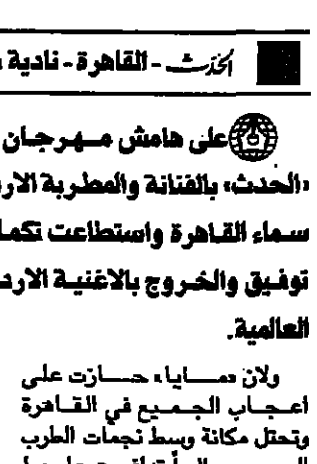 الحَدَث - القاهرة - نادية
على هامش مهرجان
«الحدث» بالفنانة والمطربة الار
سماء القاهرة واستطاعت تكما
توفيق والخروج بالاغنية الارد
العالمية.
ولان «مايا» حازت على
اعجاب الجميع في القاهرة
وتحتل مكانة وسط نجمات الطرب